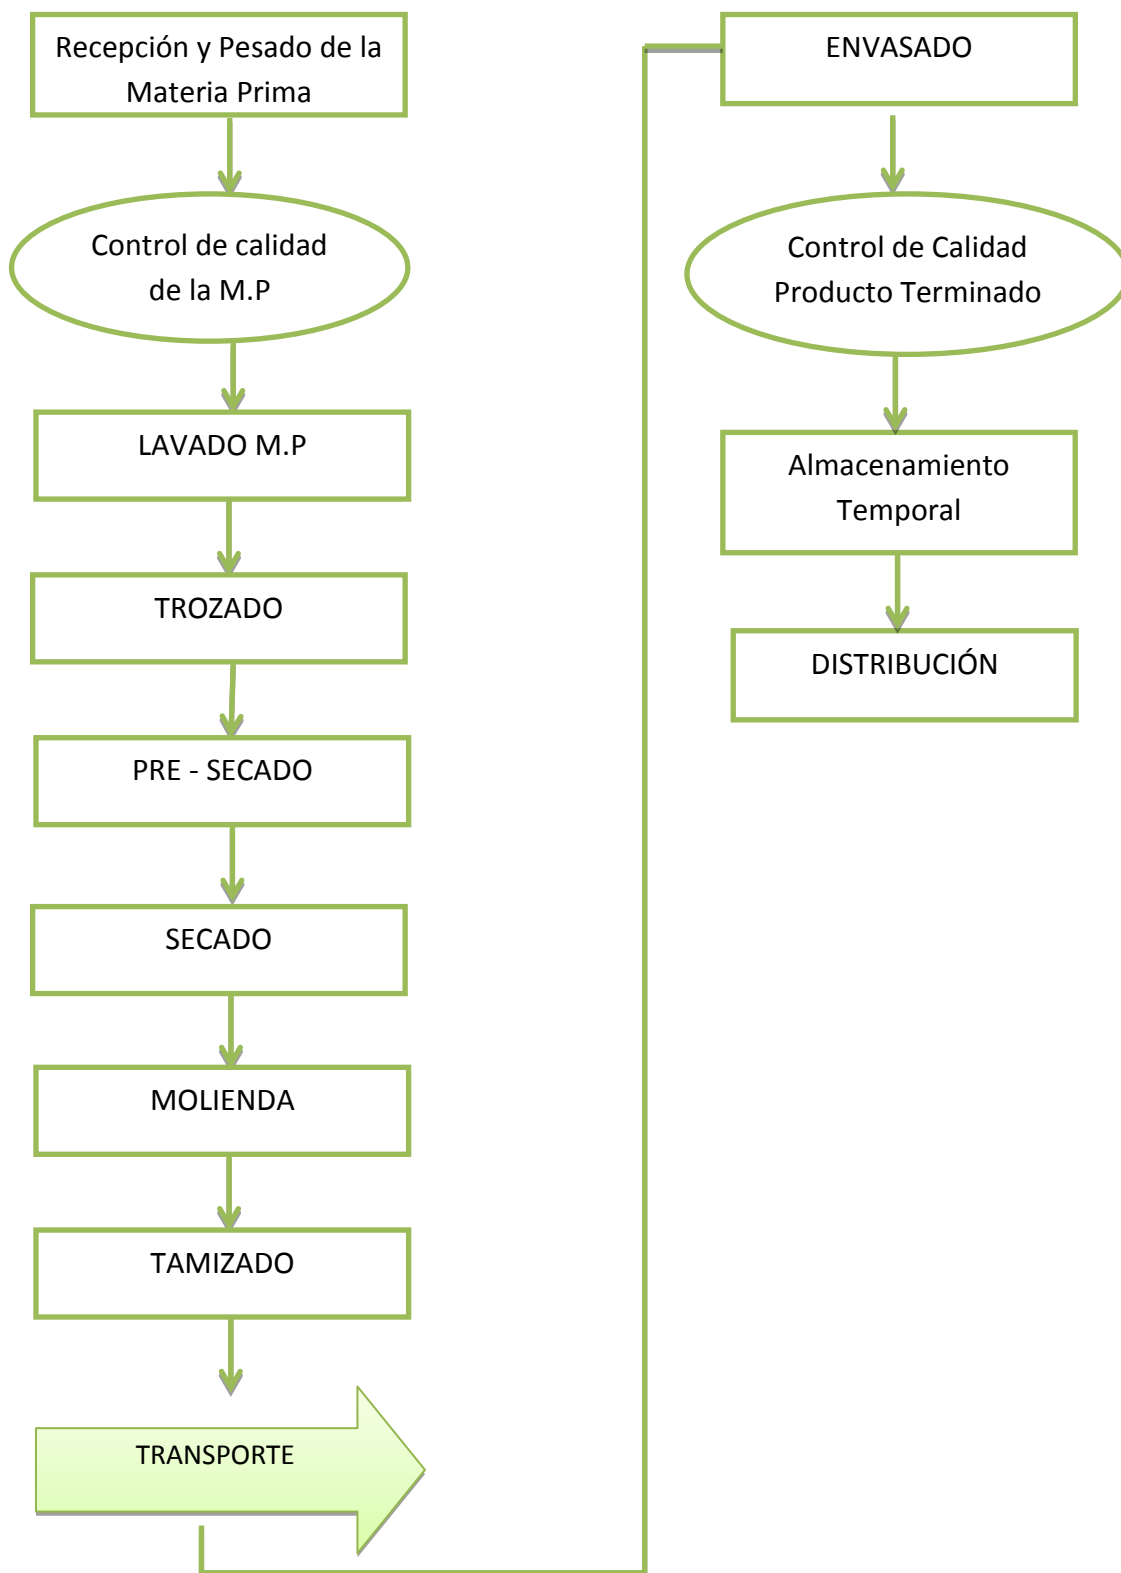 Recepción y Pesado de la
Materia Prima
Control de calidad
de la M.P
LAVADO M.P
TROZADO
PRE - SECADO
SECADO
MOLIENDA
TAMIZADO
TRANSPORTE
ENVASADO
Control de Calidad
Producto Terminado
Almacenamiento
Temporal
DISTRIBUCIÓN